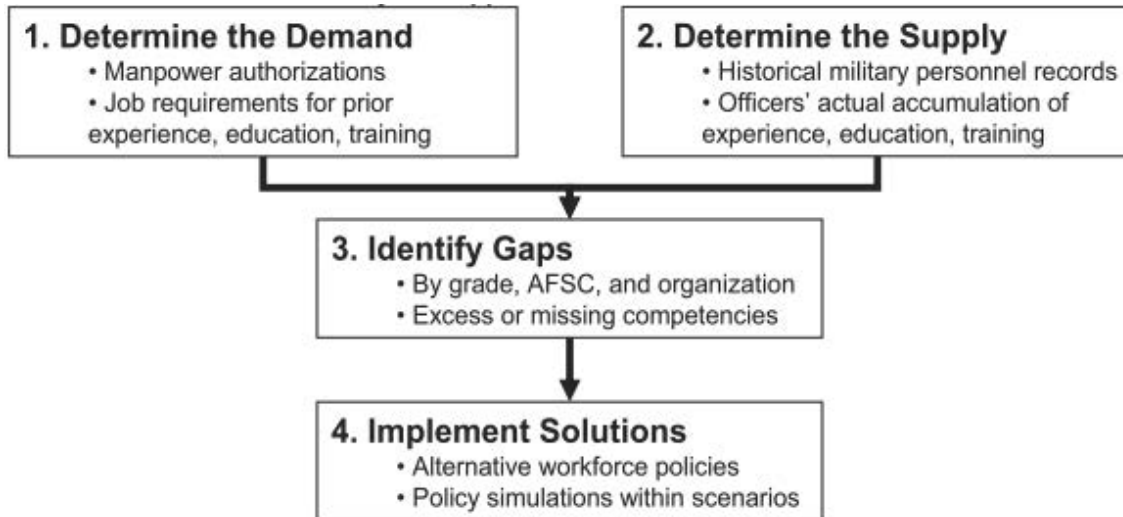 1. Determine the Demand
• Manpower authorizations
• Job requirements for prior
experience, education, training
2. Determine the Supply
• Historical military personnel records
• Officers' actual accumulation of
experience, education, training
3. Identify Gaps
• By grade, AFSC, and organization
• Excess or missing competencies
4. Implement Solutions
• Alternative workforce policies
• Policy simulations within scenarios